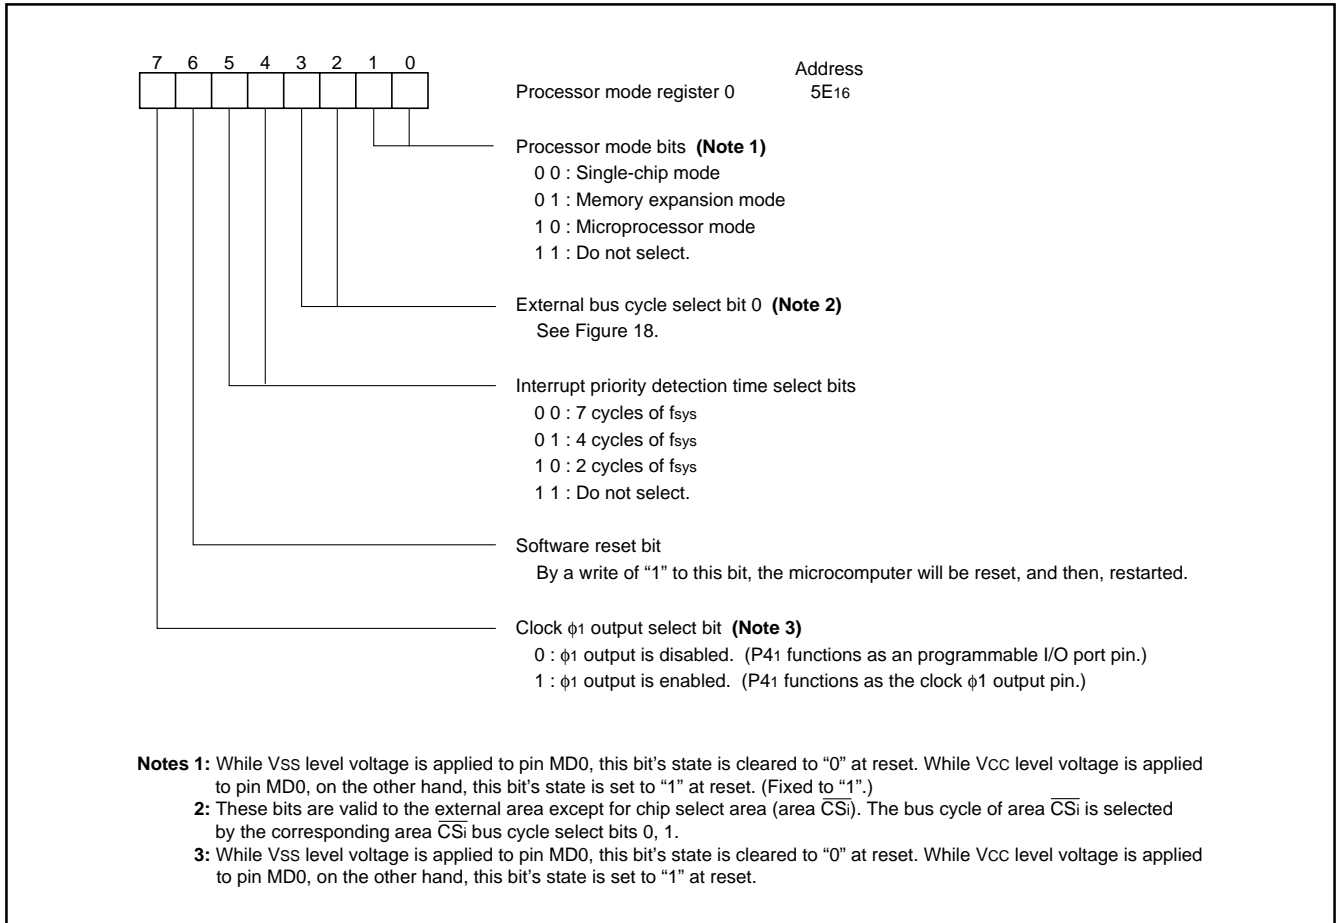 7 6 5 4 3 2 1 0
Address
Processor mode register 0 5E16
Processor mode bits (Note 1)
0 0 : Single-chip mode
0 1 : Memory expansion mode
1 0 : Microprocessor mode
1 1 : Do not select.
External bus cycle select bit 0 (Note 2)
See Figure 18.
Interrupt priority detection time select bits
0 0 : 7 cycles of fsys
0 1 : 4 cycles of fsys
1 0 : 2 cycles of fsys
1 1 : Do not select.
Software reset bit
By a write of “1” to this bit, the microcomputer will be reset, and then, restarted.
Clock φ1 output select bit (Note 3)
0 : φ1 output is disabled. (P41 functions as an programmable I/O port pin.)
1 : φ1 output is enabled. (P41 functions as the clock φ1 output pin.)
Notes 1: While VSS level voltage is applied to pin MD0, this bit’s state is cleared to “0” at reset. While VCC level voltage is applied
to pin MD0, on the other hand, this bit’s state is set to “1” at reset. (Fixed to “1”.)
2: These bits are valid to the external area except for chip select area (area C̅S̅i). The bus cycle of area C̅S̅i is selected
by the corresponding area C̅S̅i bus cycle select bits 0, 1.
3: While VSS level voltage is applied to pin MD0, this bit’s state is cleared to “0” at reset. While VCC level voltage is applied
to pin MD0, on the other hand, this bit’s state is set to “1” at reset.